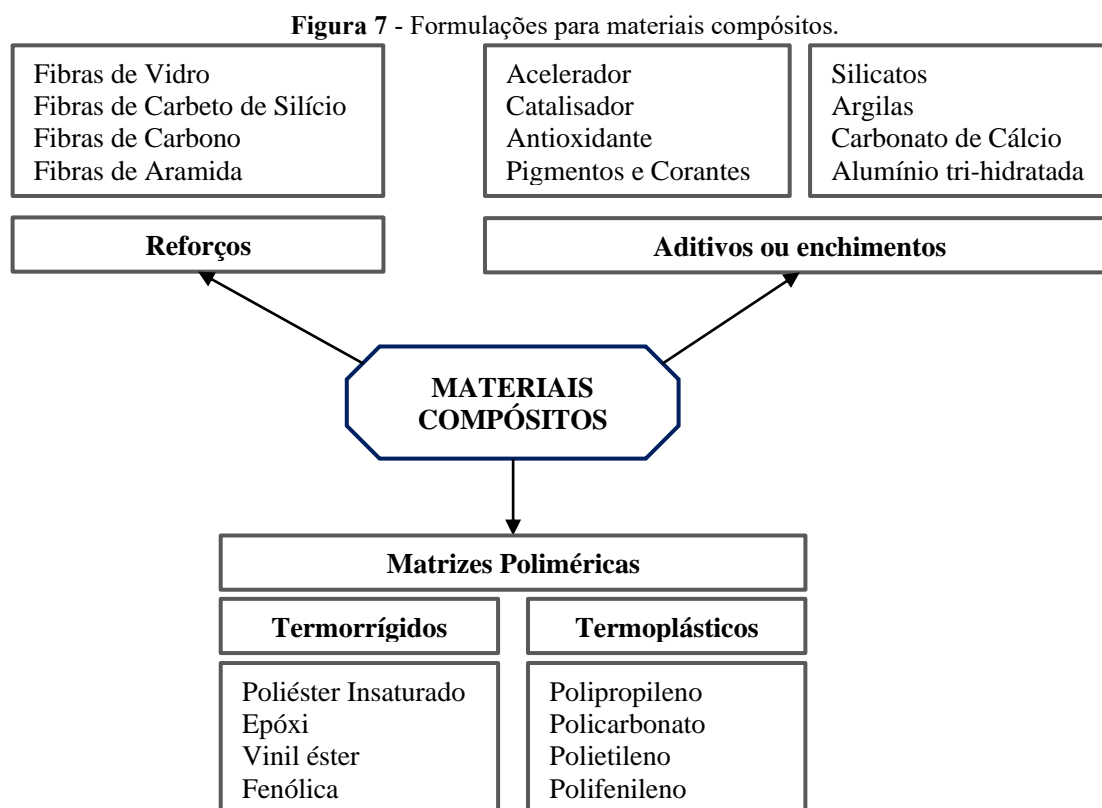 Figura 7 - Formulações para materiais compósitos.
Fibras de Vidro
Fibras de Carbeto de Silício
Fibras de Carbono
Fibras de Aramida
Reforços
Acelerador
Catalisador
Antioxidante
Pigmentos e Corantes
Silicatos
Argilas
Carbonato de Cálcio
Alumínio tri-hidratada
Aditivos ou enchimentos
MATERIAIS
COMPÓSITOS
Matrizes Poliméricas
Termorrígidos
Poliéster Insaturado
Epóxi
Vinil éster
Fenólica
Termoplásticos
Polipropileno
Policarbonato
Polietileno
Polifenileno